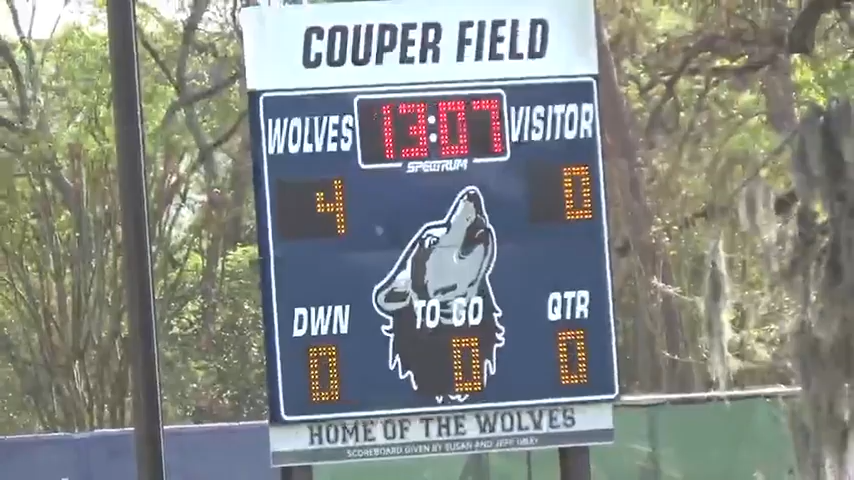 COUPER FIELD
WOLVES 13:07 VISITOR
SPECTRUM
4 0
DWN TO GO QTR
0 0 0
HOME OF THE WOLVES
SCOREBOARD GIVEN BY SUSAN AND JEFF